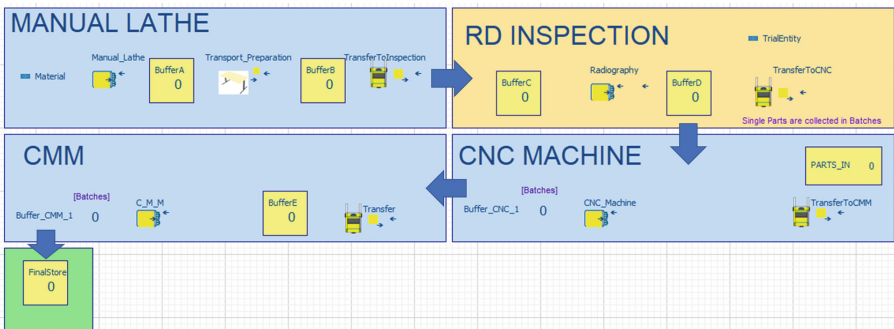 MANUAL LATHE
Material
Manual_Lathe
BufferA
0
Transport_Preparation
BufferB
0
TransferToInspection
RD INSPECTION
TrialEntity
BufferC
0
Radiography
BufferD
0
TransferToCNC
Single Parts are collected in Batches
CMM
[Batches]
Buffer_CMM_1 0
C_M_M
BufferE
0
Transfer
CNC MACHINE
PARTS_IN 0
[Batches]
Buffer_CNC_1 0
CNC_Machine
TransferToCMM
FinalStore
0